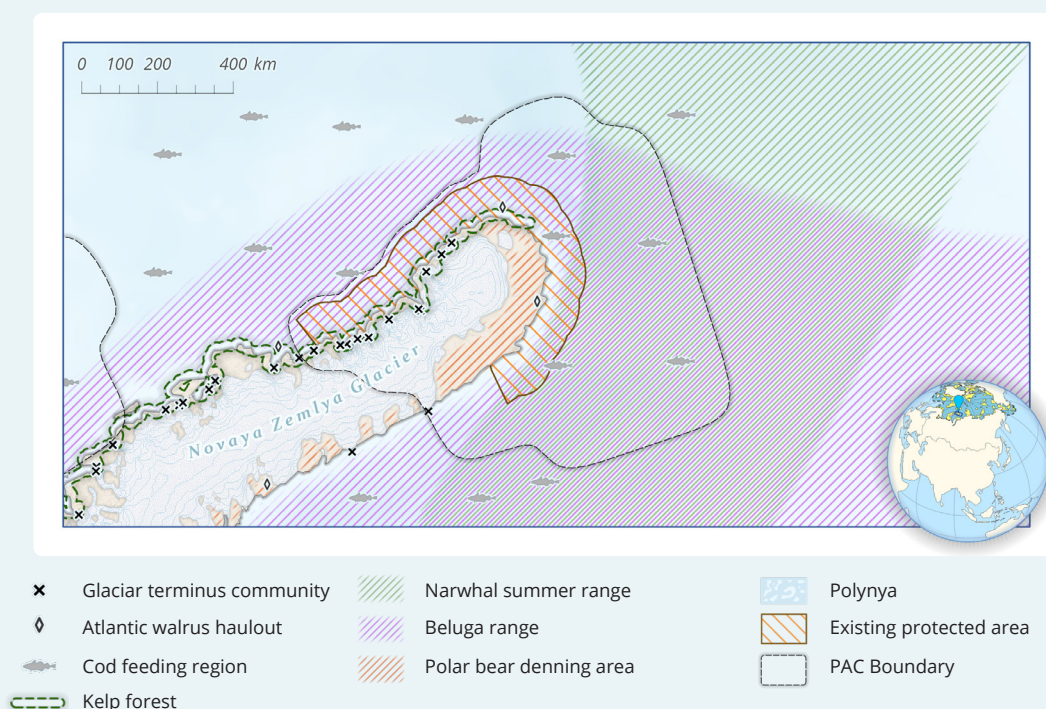 0 100 200 400 km
Novaya Zemlya Glacier
Glaciar terminus community
Atlantic walrus haulout
Cod feeding region
Kelp forest
Narwhal summer range
Beluga range
Polar bear denning area
Polynya
Existing protected area
PAC Boundary